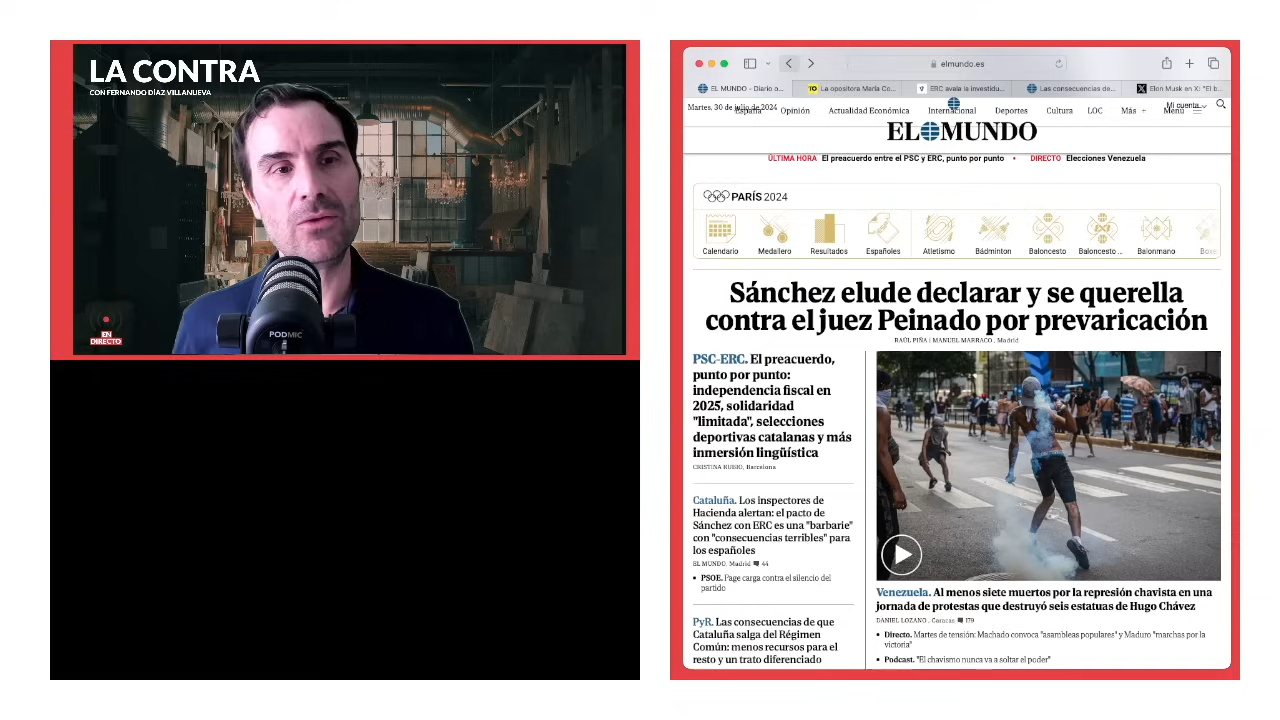 LA CONTRA
CON FERNANDO DÍAZ VILLANUEVA
EN
DIRECTO
PODMIC
elmundo.es
EL MUNDO - Diario o...
TO
La opositora María Co...
ERC avala la investidu...
Las consecuencias de...
Elon Musk en X: "El b...
Martes, 30 de julio de 2024
España
Opinión
Actualidad Económica
Internacional
Deportes
Cultura
LOC
Más +
Menú
Mi cuenta
EL MUNDO
ÚLTIMA HORA El preacuerdo entre el PSC y ERC, punto por punto • DIRECTO Elecciones Venezuela
PARÍS 2024
Calendario
Medallero
Resultados
Españoles
Atletismo
Bádminton
Baloncesto
Baloncesto ...
Balonmano
Boxe
Sánchez elude declarar y se querella
contra el juez Peinado por prevaricación
RAÚL PIÑA | MANUEL MARRACO, Madrid
PSC-ERC. El preacuerdo,
punto por punto:
independencia fiscal en
2025, solidaridad
"limitada", selecciones
deportivas catalanas y más
inmersión lingüística
CRISTINA RUBIO, Barcelona
Cataluña. Los inspectores de
Hacienda alertan: el pacto de
Sánchez con ERC es una "barbarie"
con "consecuencias terribles" para
los españoles
EL MUNDO, Madrid 44
• PSOE. Page carga contra el silencio del
partido
PyR. Las consecuencias de que
Cataluña salga del Régimen
Común: menos recursos para el
resto y un trato diferenciado
Venezuela. Al menos siete muertos por la represión chavista en una
jornada de protestas que destruyó seis estatuas de Hugo Chávez
DANIEL LOZANO, Caracas 179
• Directo. Martes de tensión: Machado convoca "asambleas populares" y Maduro "marchas por la
victoria"
• Podcast. "El chavismo nunca va a soltar el poder"